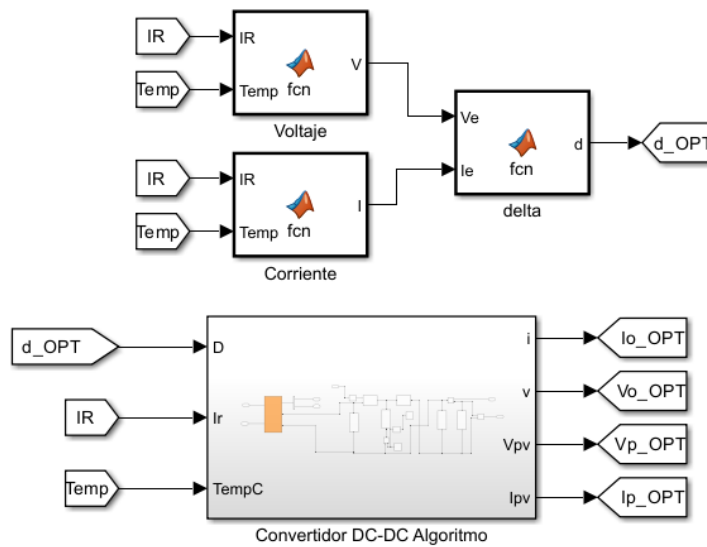 IR
IR
V
Temp
Temp
fcn
Voltaje
IR
IR
I
Temp
Temp
fcn
Corriente
Ve
Ie
d
fcn
delta
d_OPT
d_OPT
D
IR
Ir
Temp
TempC
i
Io_OPT
v
Vo_OPT
Vpv
Vp_OPT
Ipv
Ip_OPT
Convertidor DC-DC Algoritmo